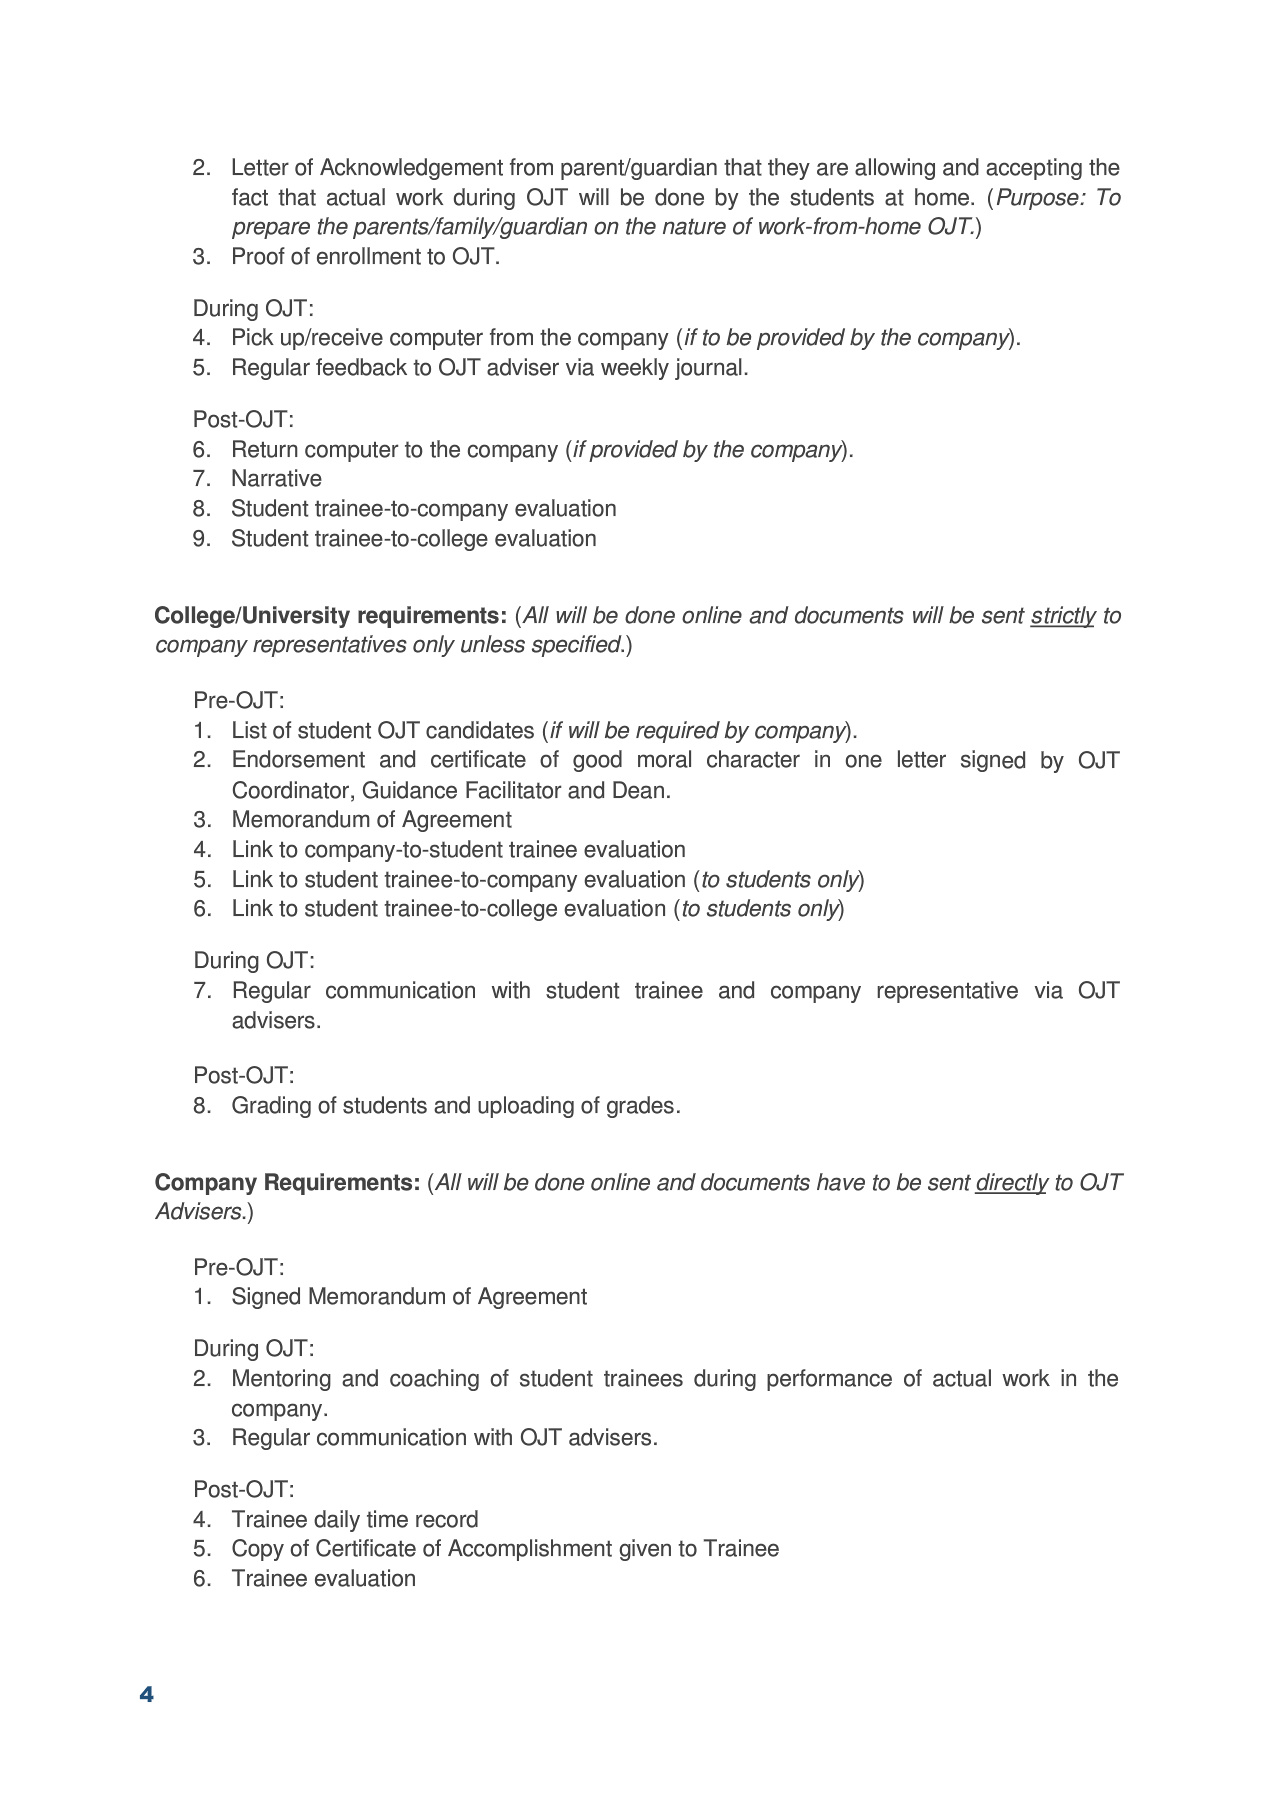 2. Letter of Acknowledgement from parent/guardian that they are allowing and accepting the
fact that actual work during OJT will be done by the students at home. (Purpose: To
prepare the parents/family/guardian on the nature of work-from-home OJT.)
3. Proof of enrollment to OJT.
During OJT:
4. Pick up/receive computer from the company (if to be provided by the company).
5. Regular feedback to OJT adviser via weekly journal.
Post-OJT:
6. Return computer to the company (if provided by the company).
7. Narrative
8. Student trainee-to-company evaluation
9. Student trainee-to-college evaluation
College/University requirements: (All will be done online and documents will be sent strictly to
company representatives only unless specified.)
Pre-OJT:
1. List of student OJT candidates (if will be required by company).
2. Endorsement and certificate of good moral character in one letter signed by OJT
Coordinator, Guidance Facilitator and Dean.
3. Memorandum of Agreement
4. Link to company-to-student trainee evaluation
5. Link to student trainee-to-company evaluation (to students only)
6. Link to student trainee-to-college evaluation (to students only)
During OJT:
7. Regular communication with student trainee and company representative via OJT
advisers.
Post-OJT:
8. Grading of students and uploading of grades.
Company Requirements: (All will be done online and documents have to be sent directly to OJT
Advisers.)
Pre-OJT:
1. Signed Memorandum of Agreement
During OJT:
2. Mentoring and coaching of student trainees during performance of actual work in the
company.
3. Regular communication with OJT advisers.
Post-OJT:
4. Trainee daily time record
5. Copy of Certificate of Accomplishment given to Trainee
6. Trainee evaluation
4